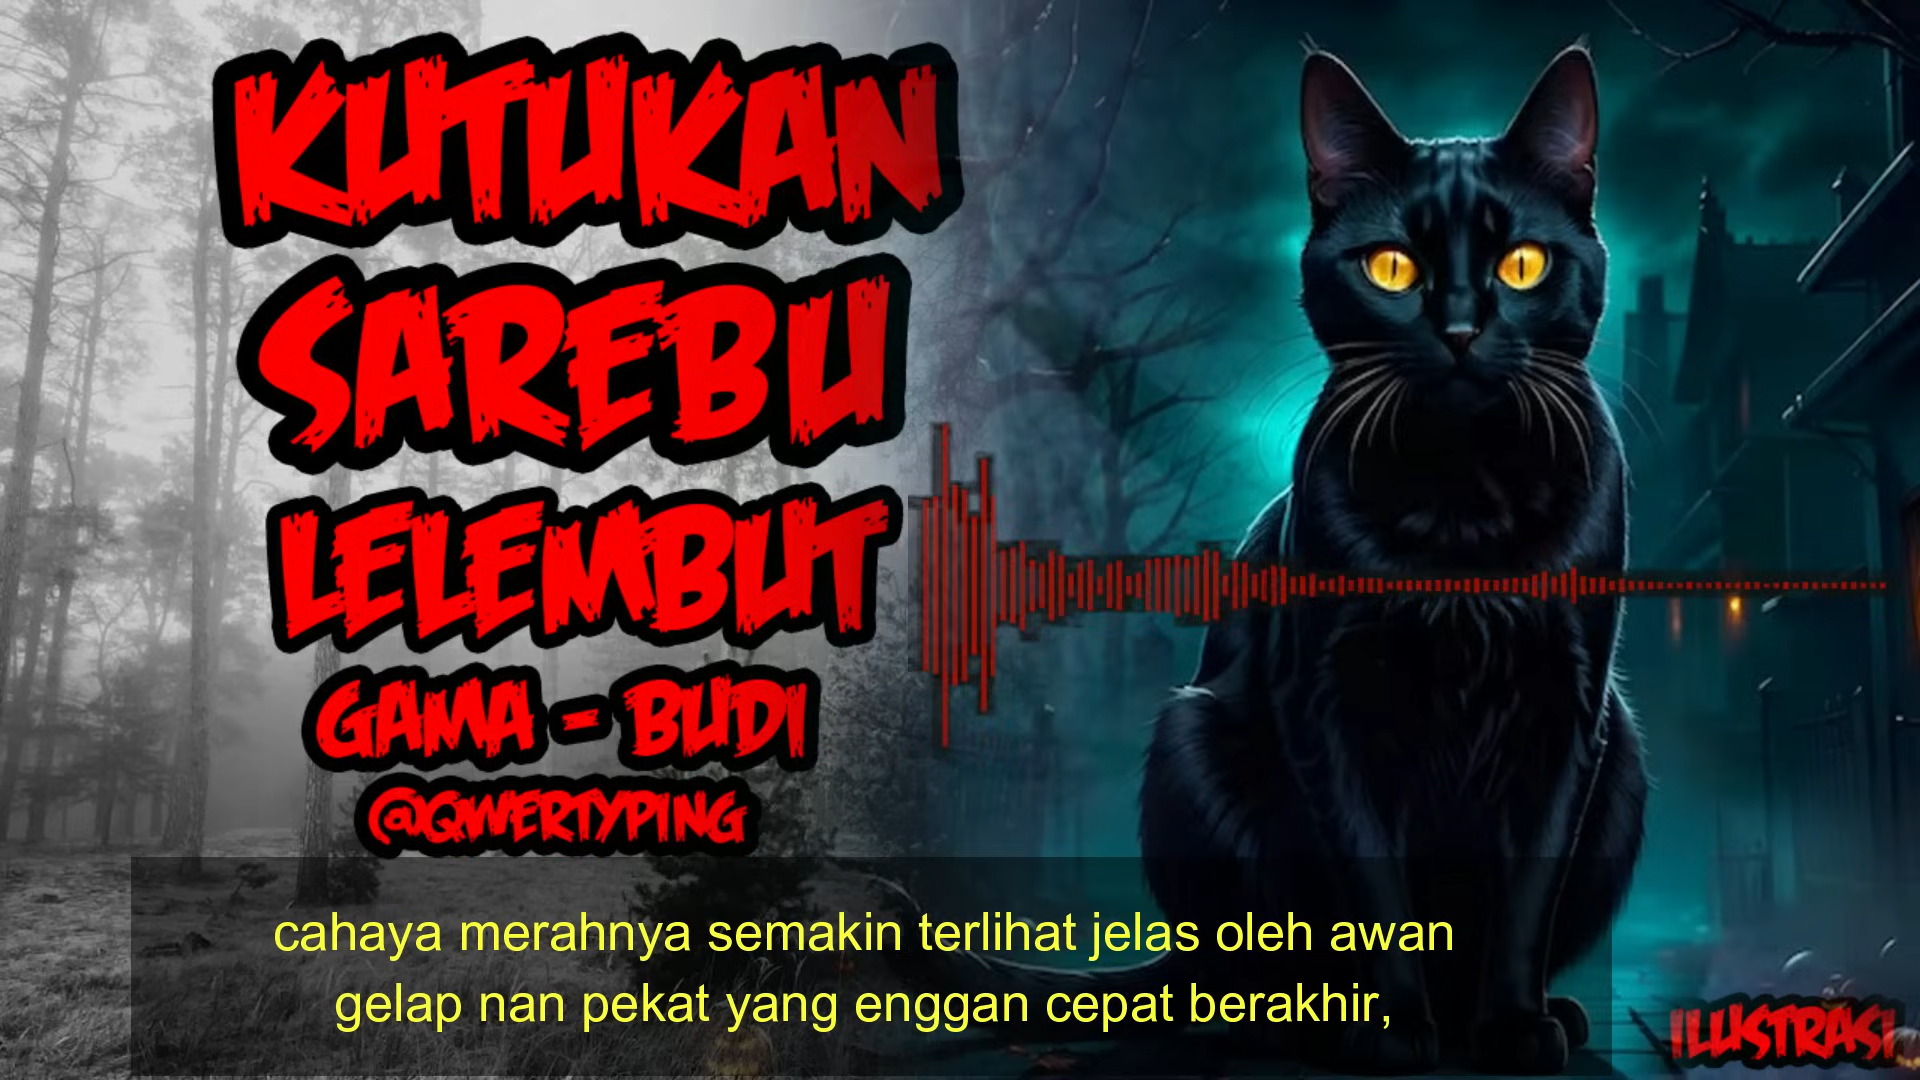 KUTUKAN
SAREBU
LELEMBUT
GAMA - BUDI
@QWERTYPING
cahaya merahnya semakin terlihat jelas oleh awan
gelap nan pekat yang enggan cepat berakhir,
ILUSTRASI